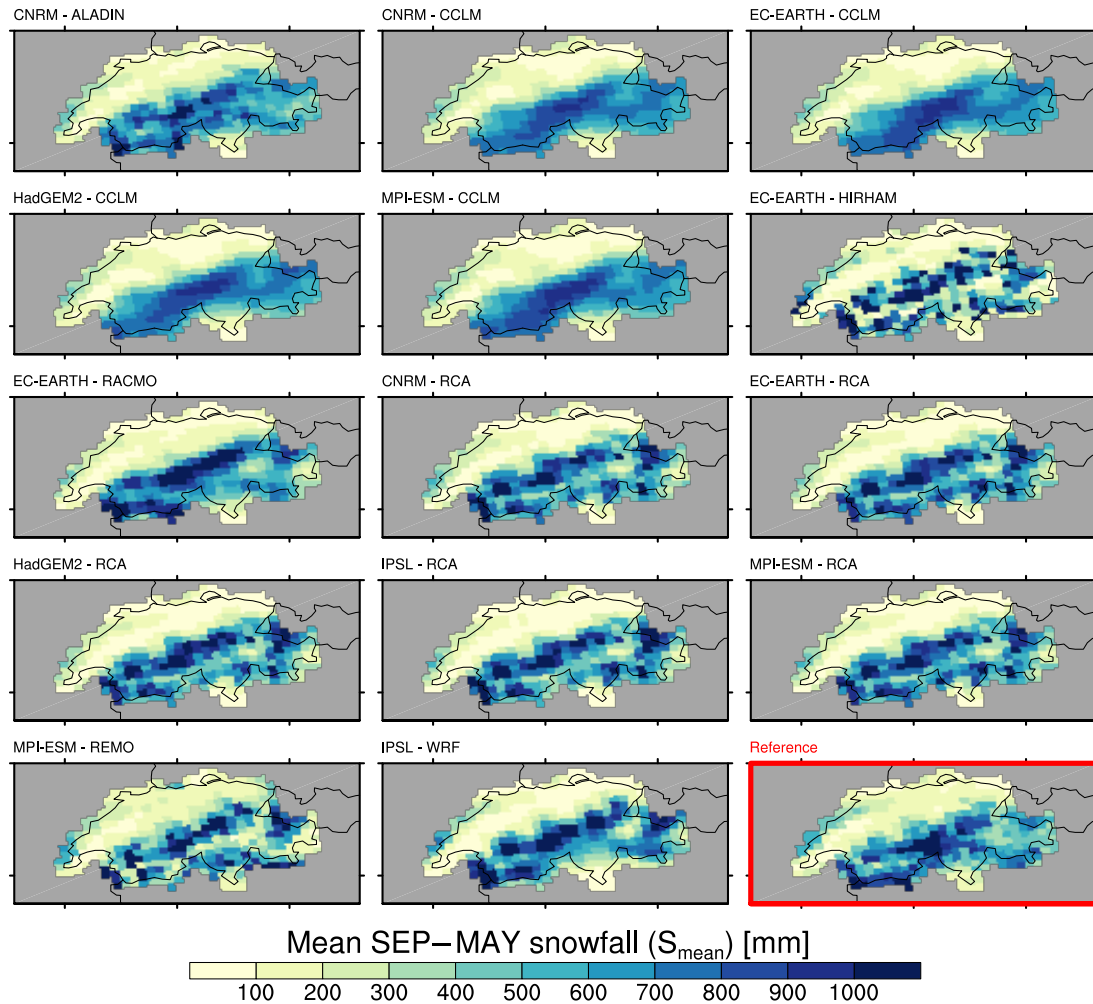 CNRM - ALADIN
CNRM - CCLM
EC-EARTH - CCLM
HadGEM2 - CCLM
MPI-ESM - CCLM
EC-EARTH - HIRHAM
EC-EARTH - RACMO
CNRM - RCA
EC-EARTH - RCA
HadGEM2 - RCA
IPSL - RCA
MPI-ESM - RCA
MPI-ESM - REMO
IPSL - WRF
Reference
Mean SEP−MAY snowfall (Smean) [mm]
100 200 300 400 500 600 700 800 900 1000